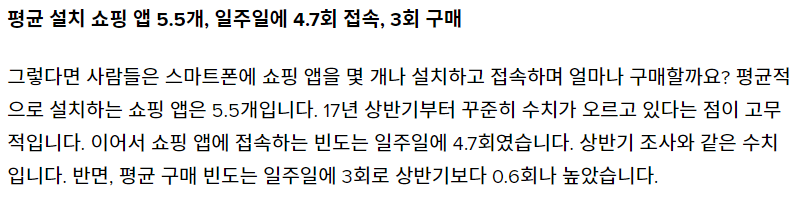 평균 설치 쇼핑 앱 5.5개, 일주일에 4.7회 접속, 3회 구매
그렇다면 사람들은 스마트폰에 쇼핑 앱을 몇 개나 설치하고 접속하며 얼마나 구매할까요? 평균적
으로 설치하는 쇼핑 앱은 5.5개입니다. 17년 상반기부터 꾸준히 수치가 오르고 있다는 점이 고무
적입니다. 이어서 쇼핑 앱에 접속하는 빈도는 일주일에 4.7회였습니다. 상반기 조사와 같은 수치
입니다. 반면, 평균 구매 빈도는 일주일에 3회로 상반기보다 0.6회나 높았습니다.